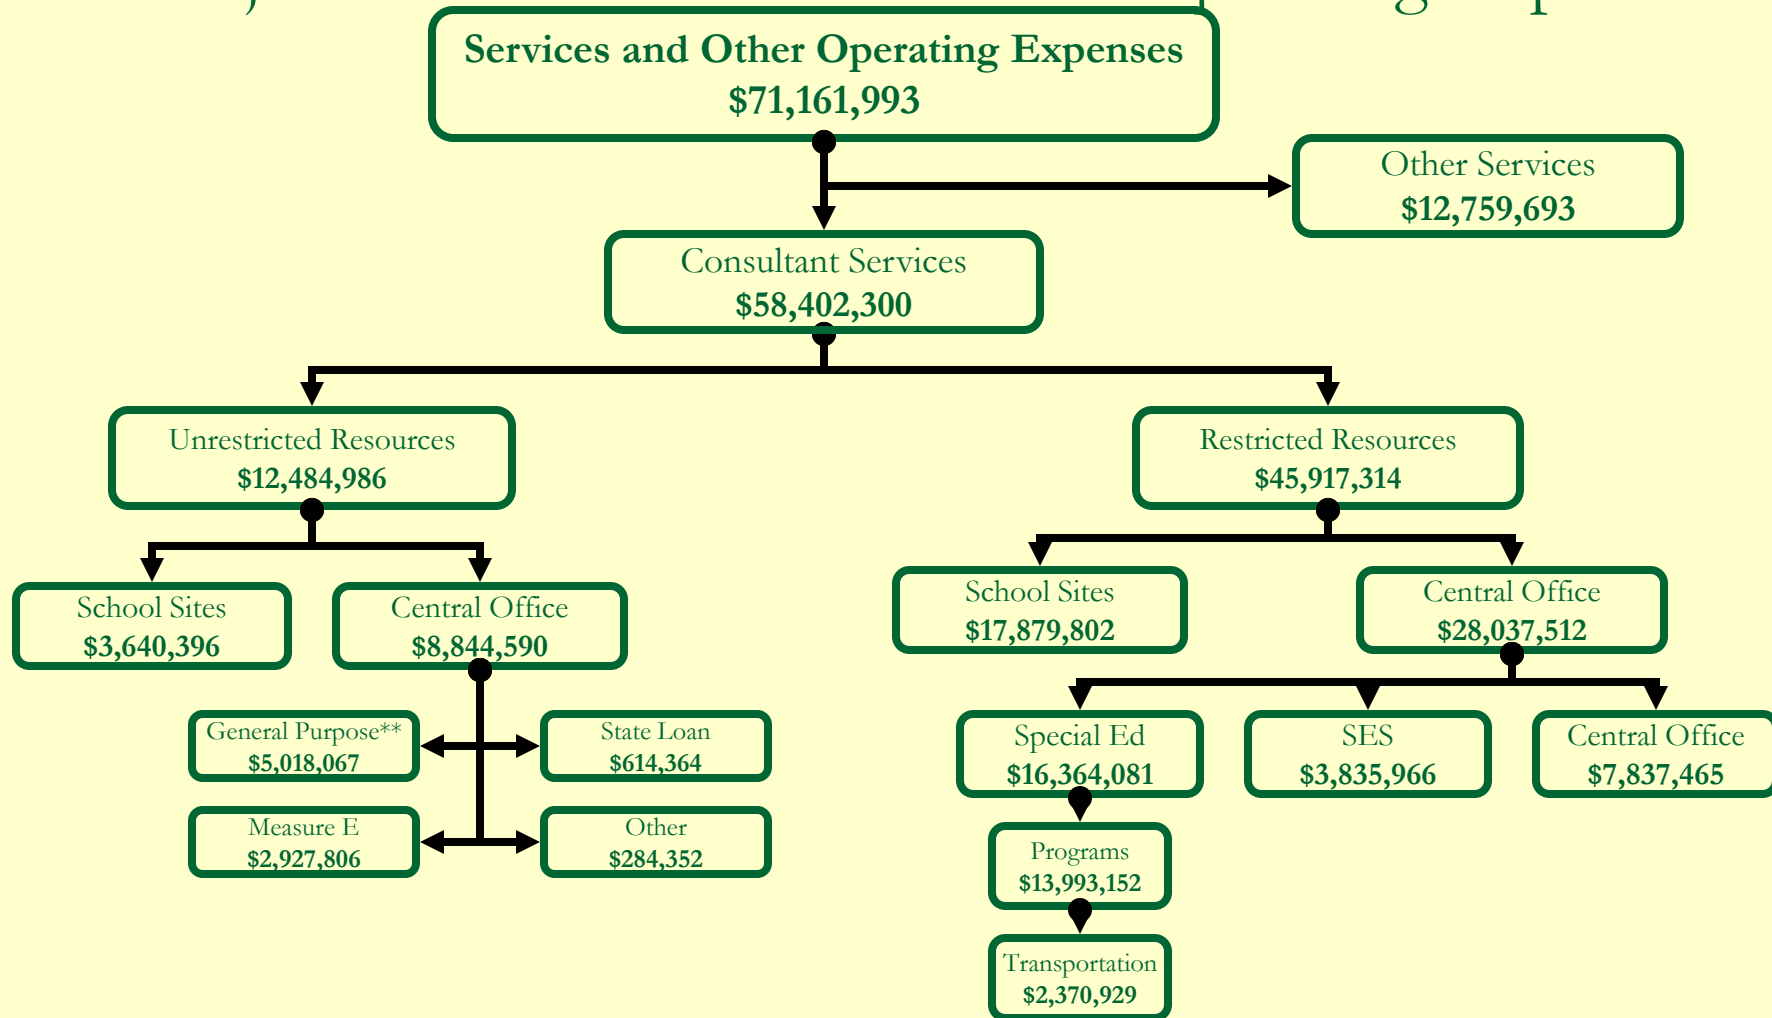 Services and Other Operating Expenses
$71,161,993
Other Services
$12,759,693
Consultant Services
$58,402,300
Unrestricted Resources
$12,484,986
Restricted Resources
$45,917,314
School Sites
$3,640,396
Central Office
$8,844,590
School Sites
$17,879,802
Central Office
$28,037,512
General Purpose**
$5,018,067
State Loan
$614,364
Measure E
$2,927,806
Other
$284,352
Special Ed
$16,364,081
SES
$3,835,966
Central Office
$7,837,465
Programs
$13,993,152
Transportation
$2,370,929